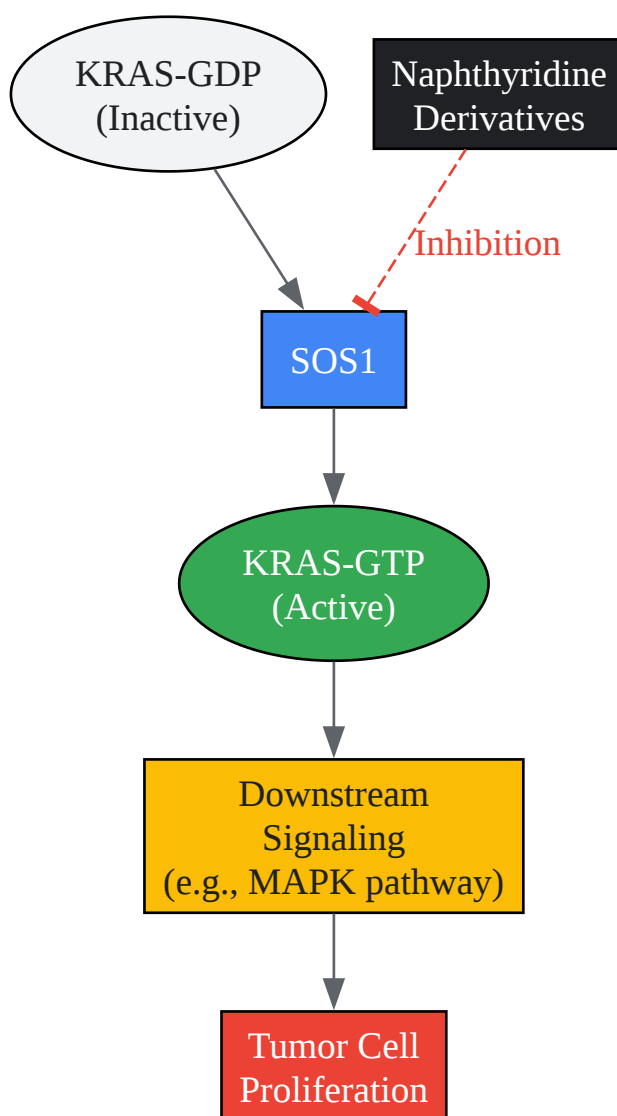 KRAS-GDP
(Inactive)
Naphthyridine
Derivatives
Inhibition
SOS1
KRAS-GTP
(Active)
Downstream
Signaling
(e.g., MAPK pathway)
Tumor Cell
Proliferation